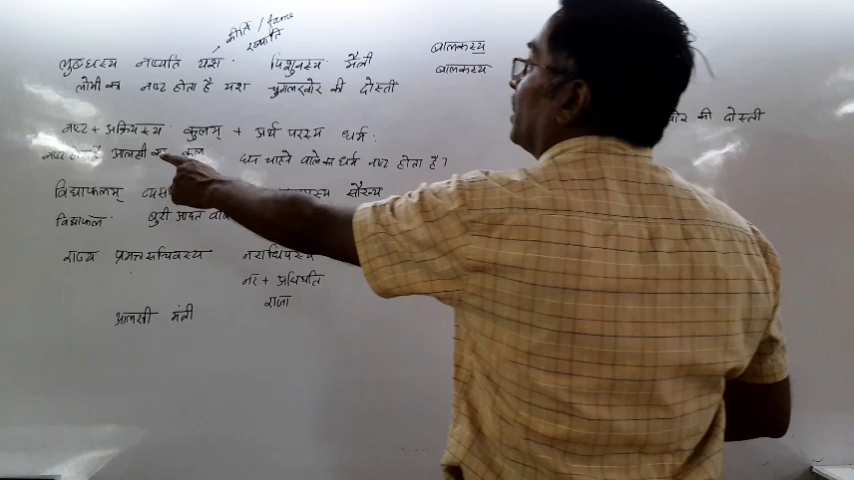 कीर्ति / fame
ख्याति
लुब्धस्य नश्यति यशः पिशुनस्य मैत्री
बालकस्य
लोभी का नष्ट होता है यश चुगलखोर की दोस्ती
बालकस्य
की दोस्ती
नष्ट + अक्रियस्य कुलम् + अर्थ परस्य धर्मः
नष्ट होता है आलसी का कुल धन चाहने वाले का धर्म नष्ट होता है?
विद्याफलम् सौख्य
विद्याफल बुरी आदत
राज्य प्रमत्तसचिवस्य नराधिपस्य
नर + अधिपति
राजा
आलसी मंत्री